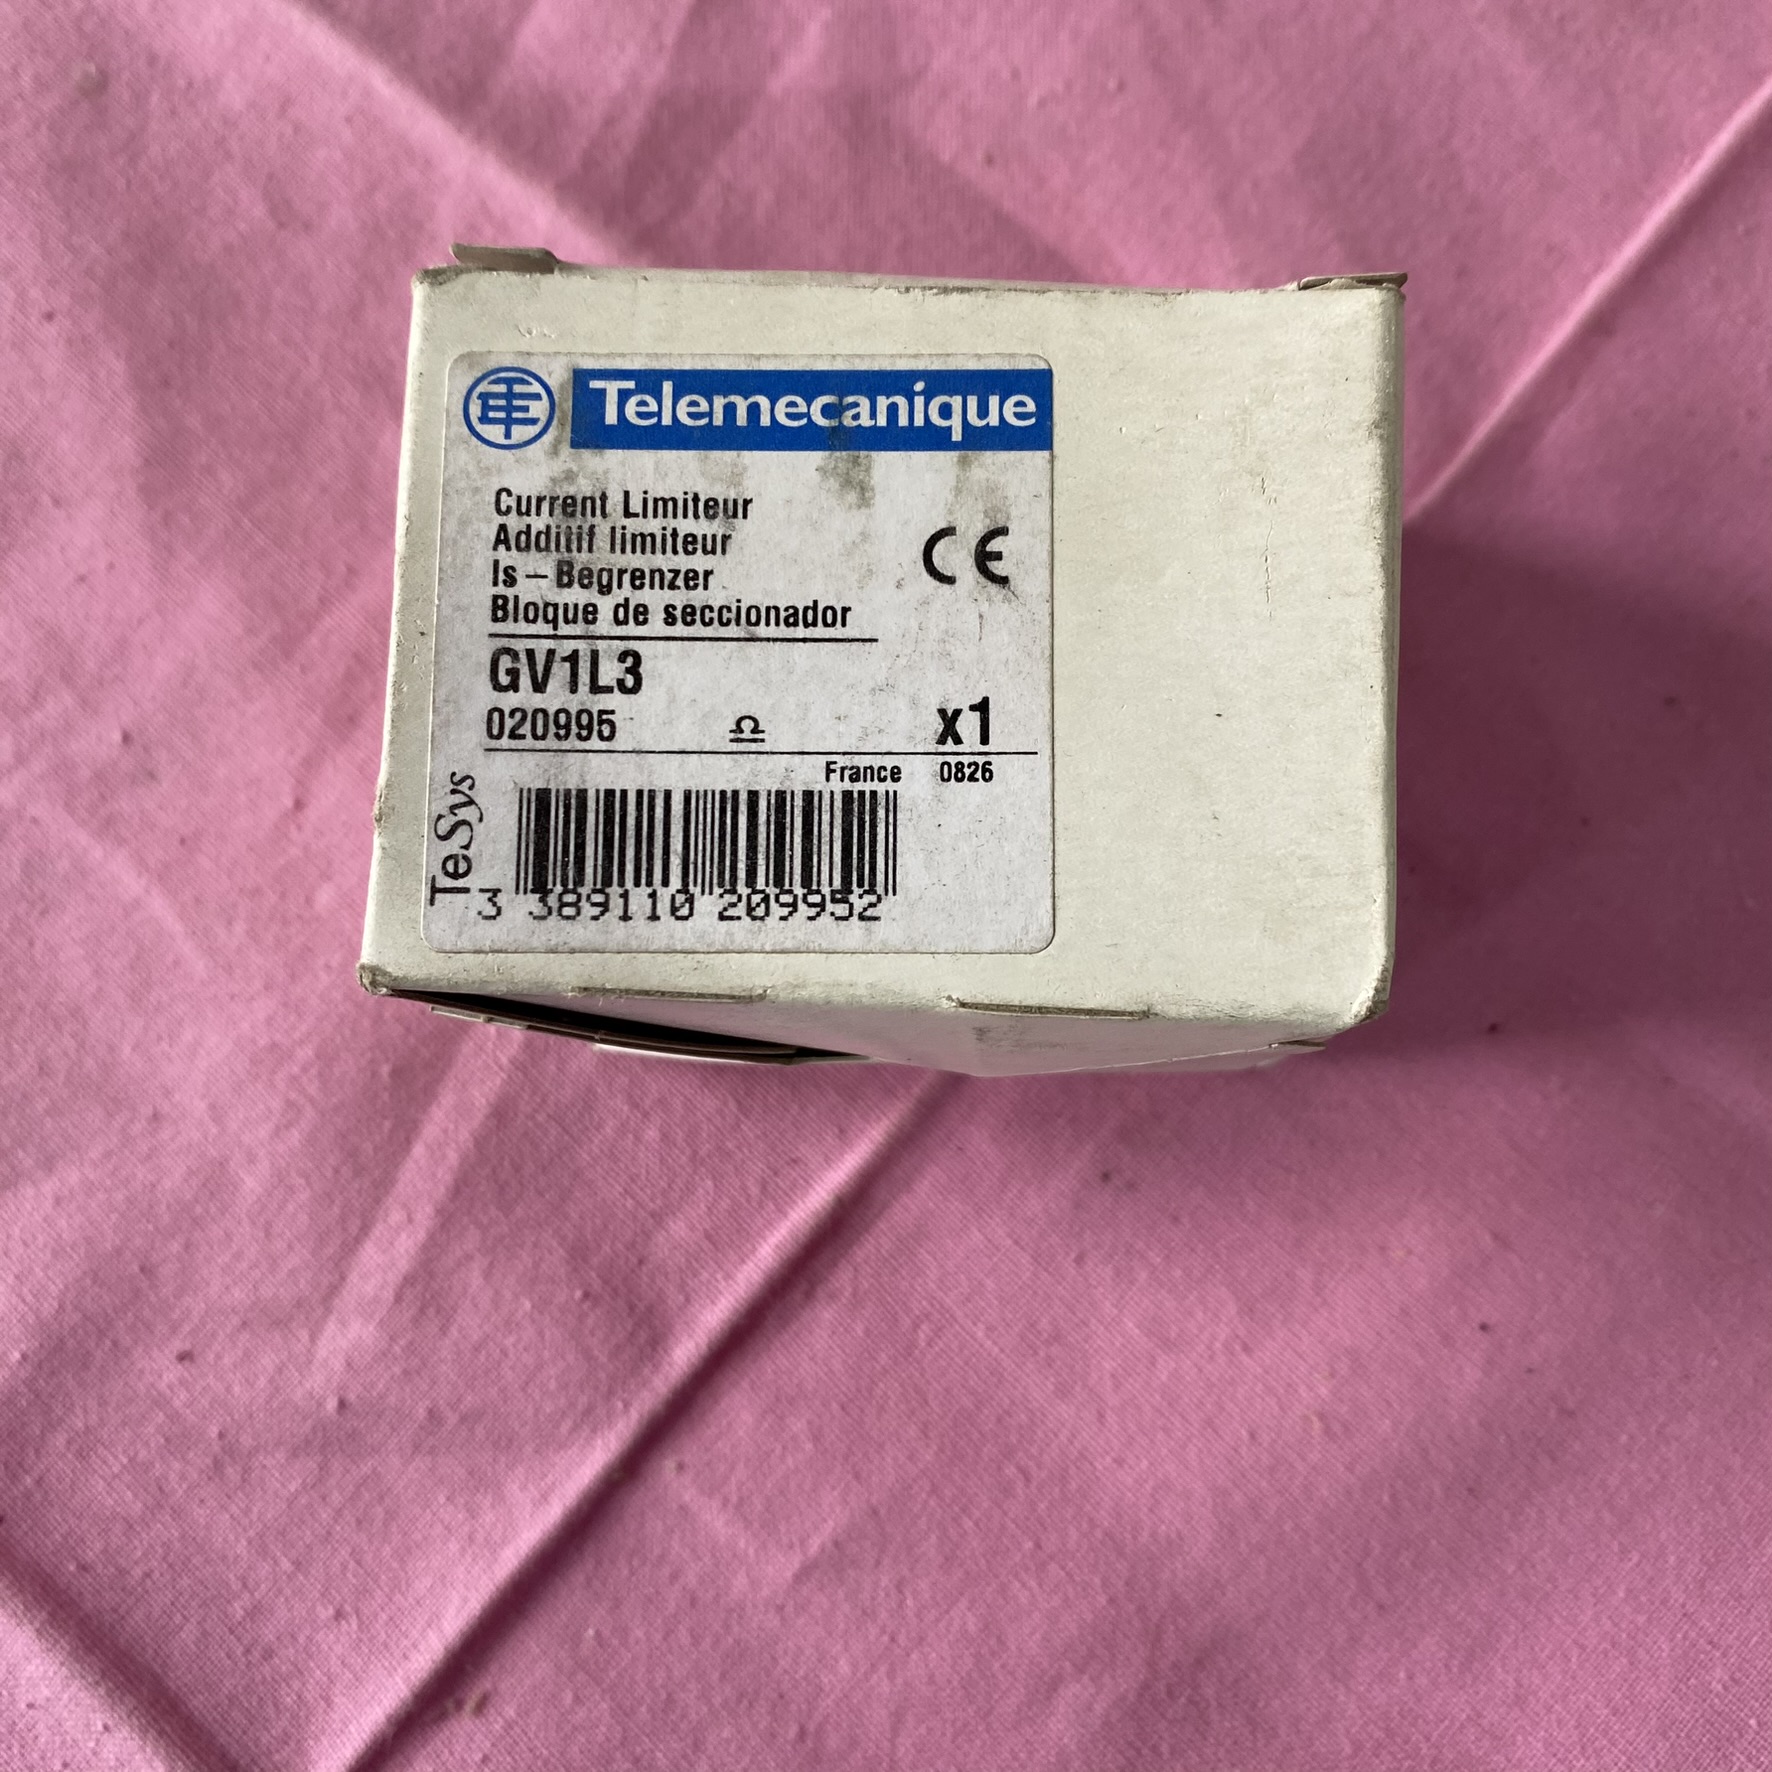 Telemecanique
Current Limiteur
Additif limiteur
Is – Begrenzer
Bloque de seccionador
CE
GV1L3
020995 ♎ x1
France 0826
TeSys
3 389110 209952